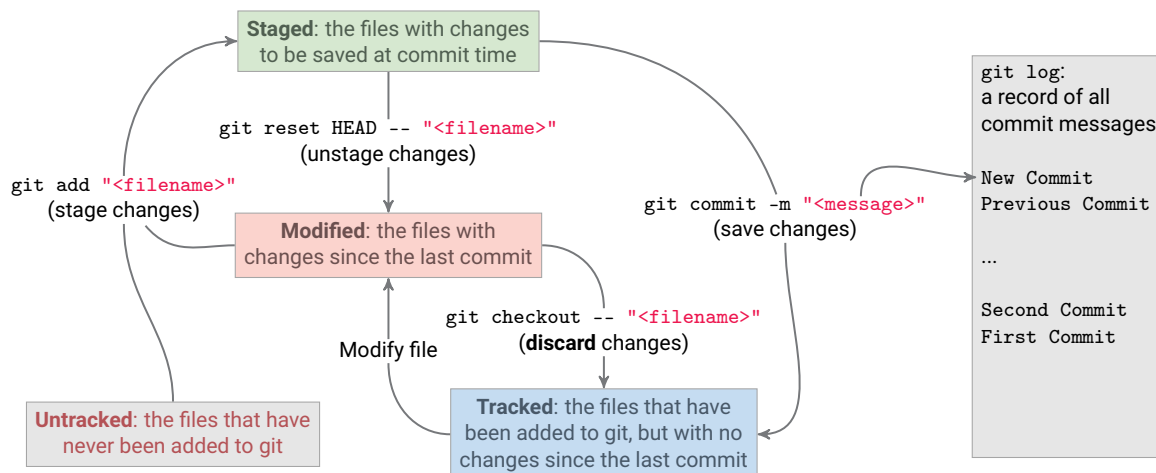 Staged: the files with changes
to be saved at commit time
git log:
a record of all
commit messages
New Commit
Previous Commit
...
Second Commit
First Commit
git reset HEAD -- "<filename>"
(unstage changes)
git add "<filename>"
(stage changes)
git commit -m "<message>"
(save changes)
Modified: the files with
changes since the last commit
git checkout -- "<filename>"
(discard changes)
Modify file
Untracked: the files that have
never been added to git
Tracked: the files that have
been added to git, but with no
changes since the last commit